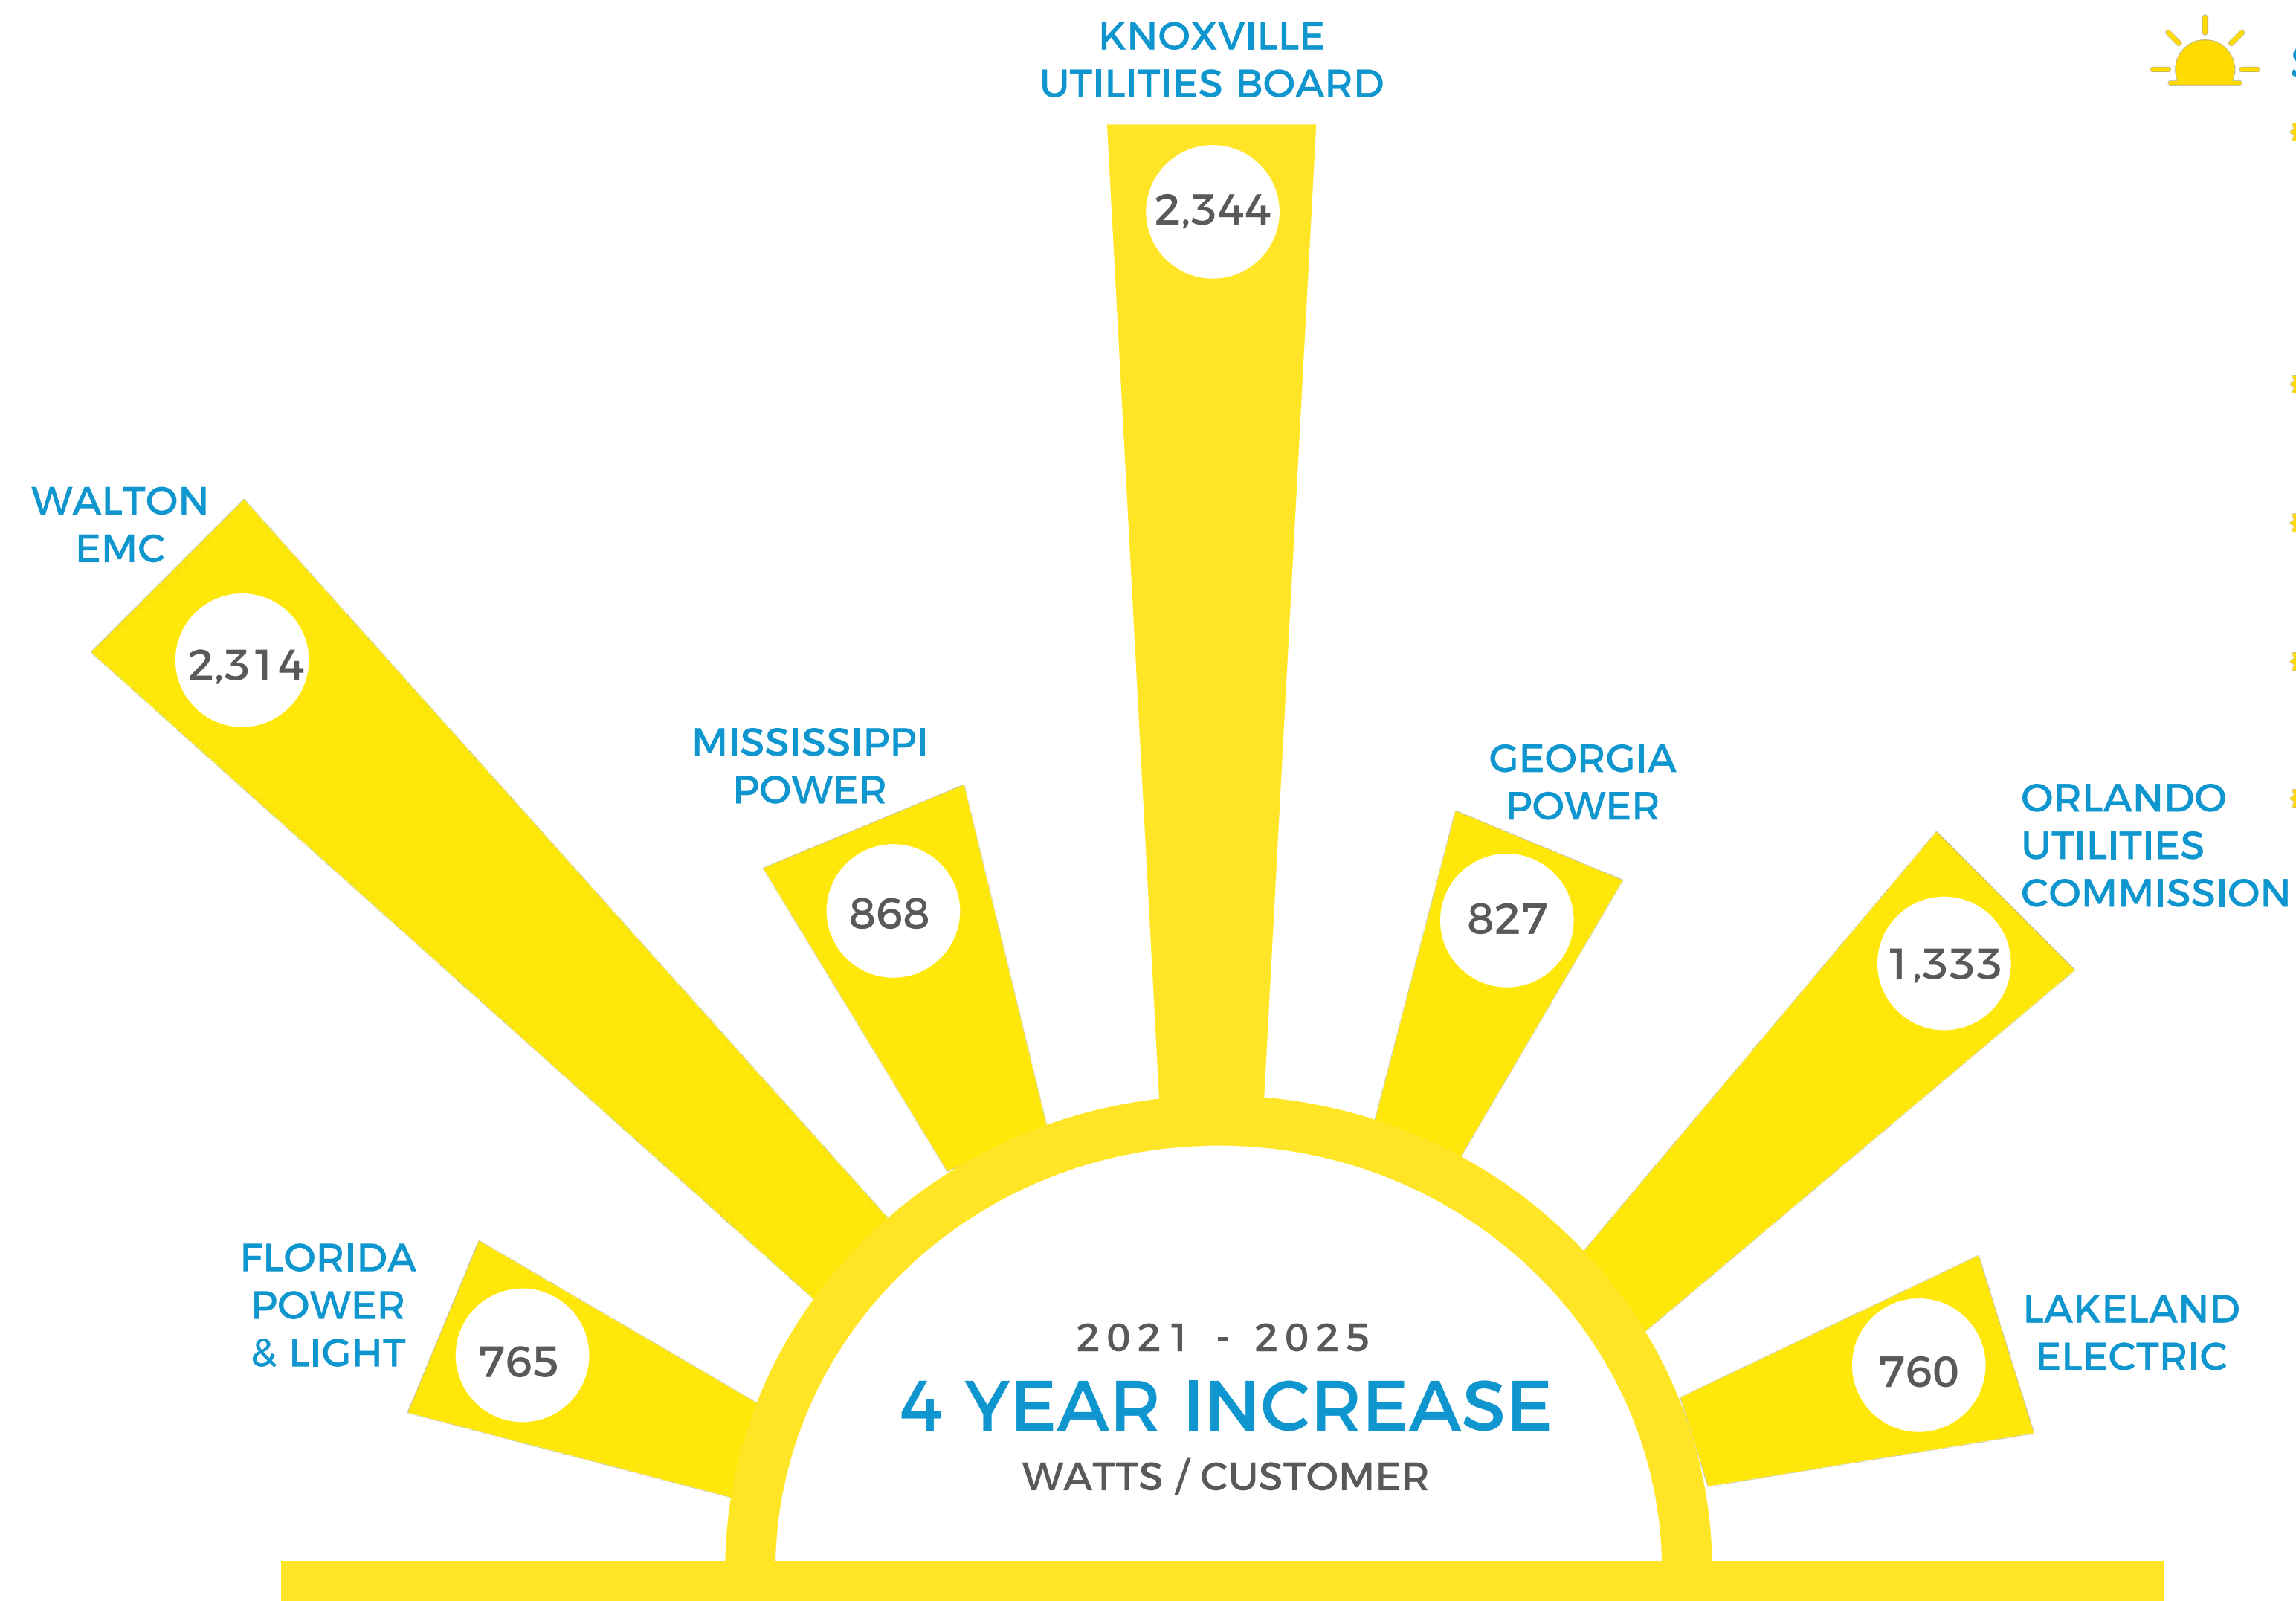 KNOXVILLE
UTILITIES BOARD
2,344
WALTON
EMC
2,314
MISSISSIPPI
POWER
868
GEORGIA
POWER
827
ORLANDO
UTILITIES
COMMISSION
1,333
FLORIDA
POWER
& LIGHT
765
LAKELAND
ELECTRIC
760
2021 - 2025
4 YEAR INCREASE
WATTS / CUSTOMER